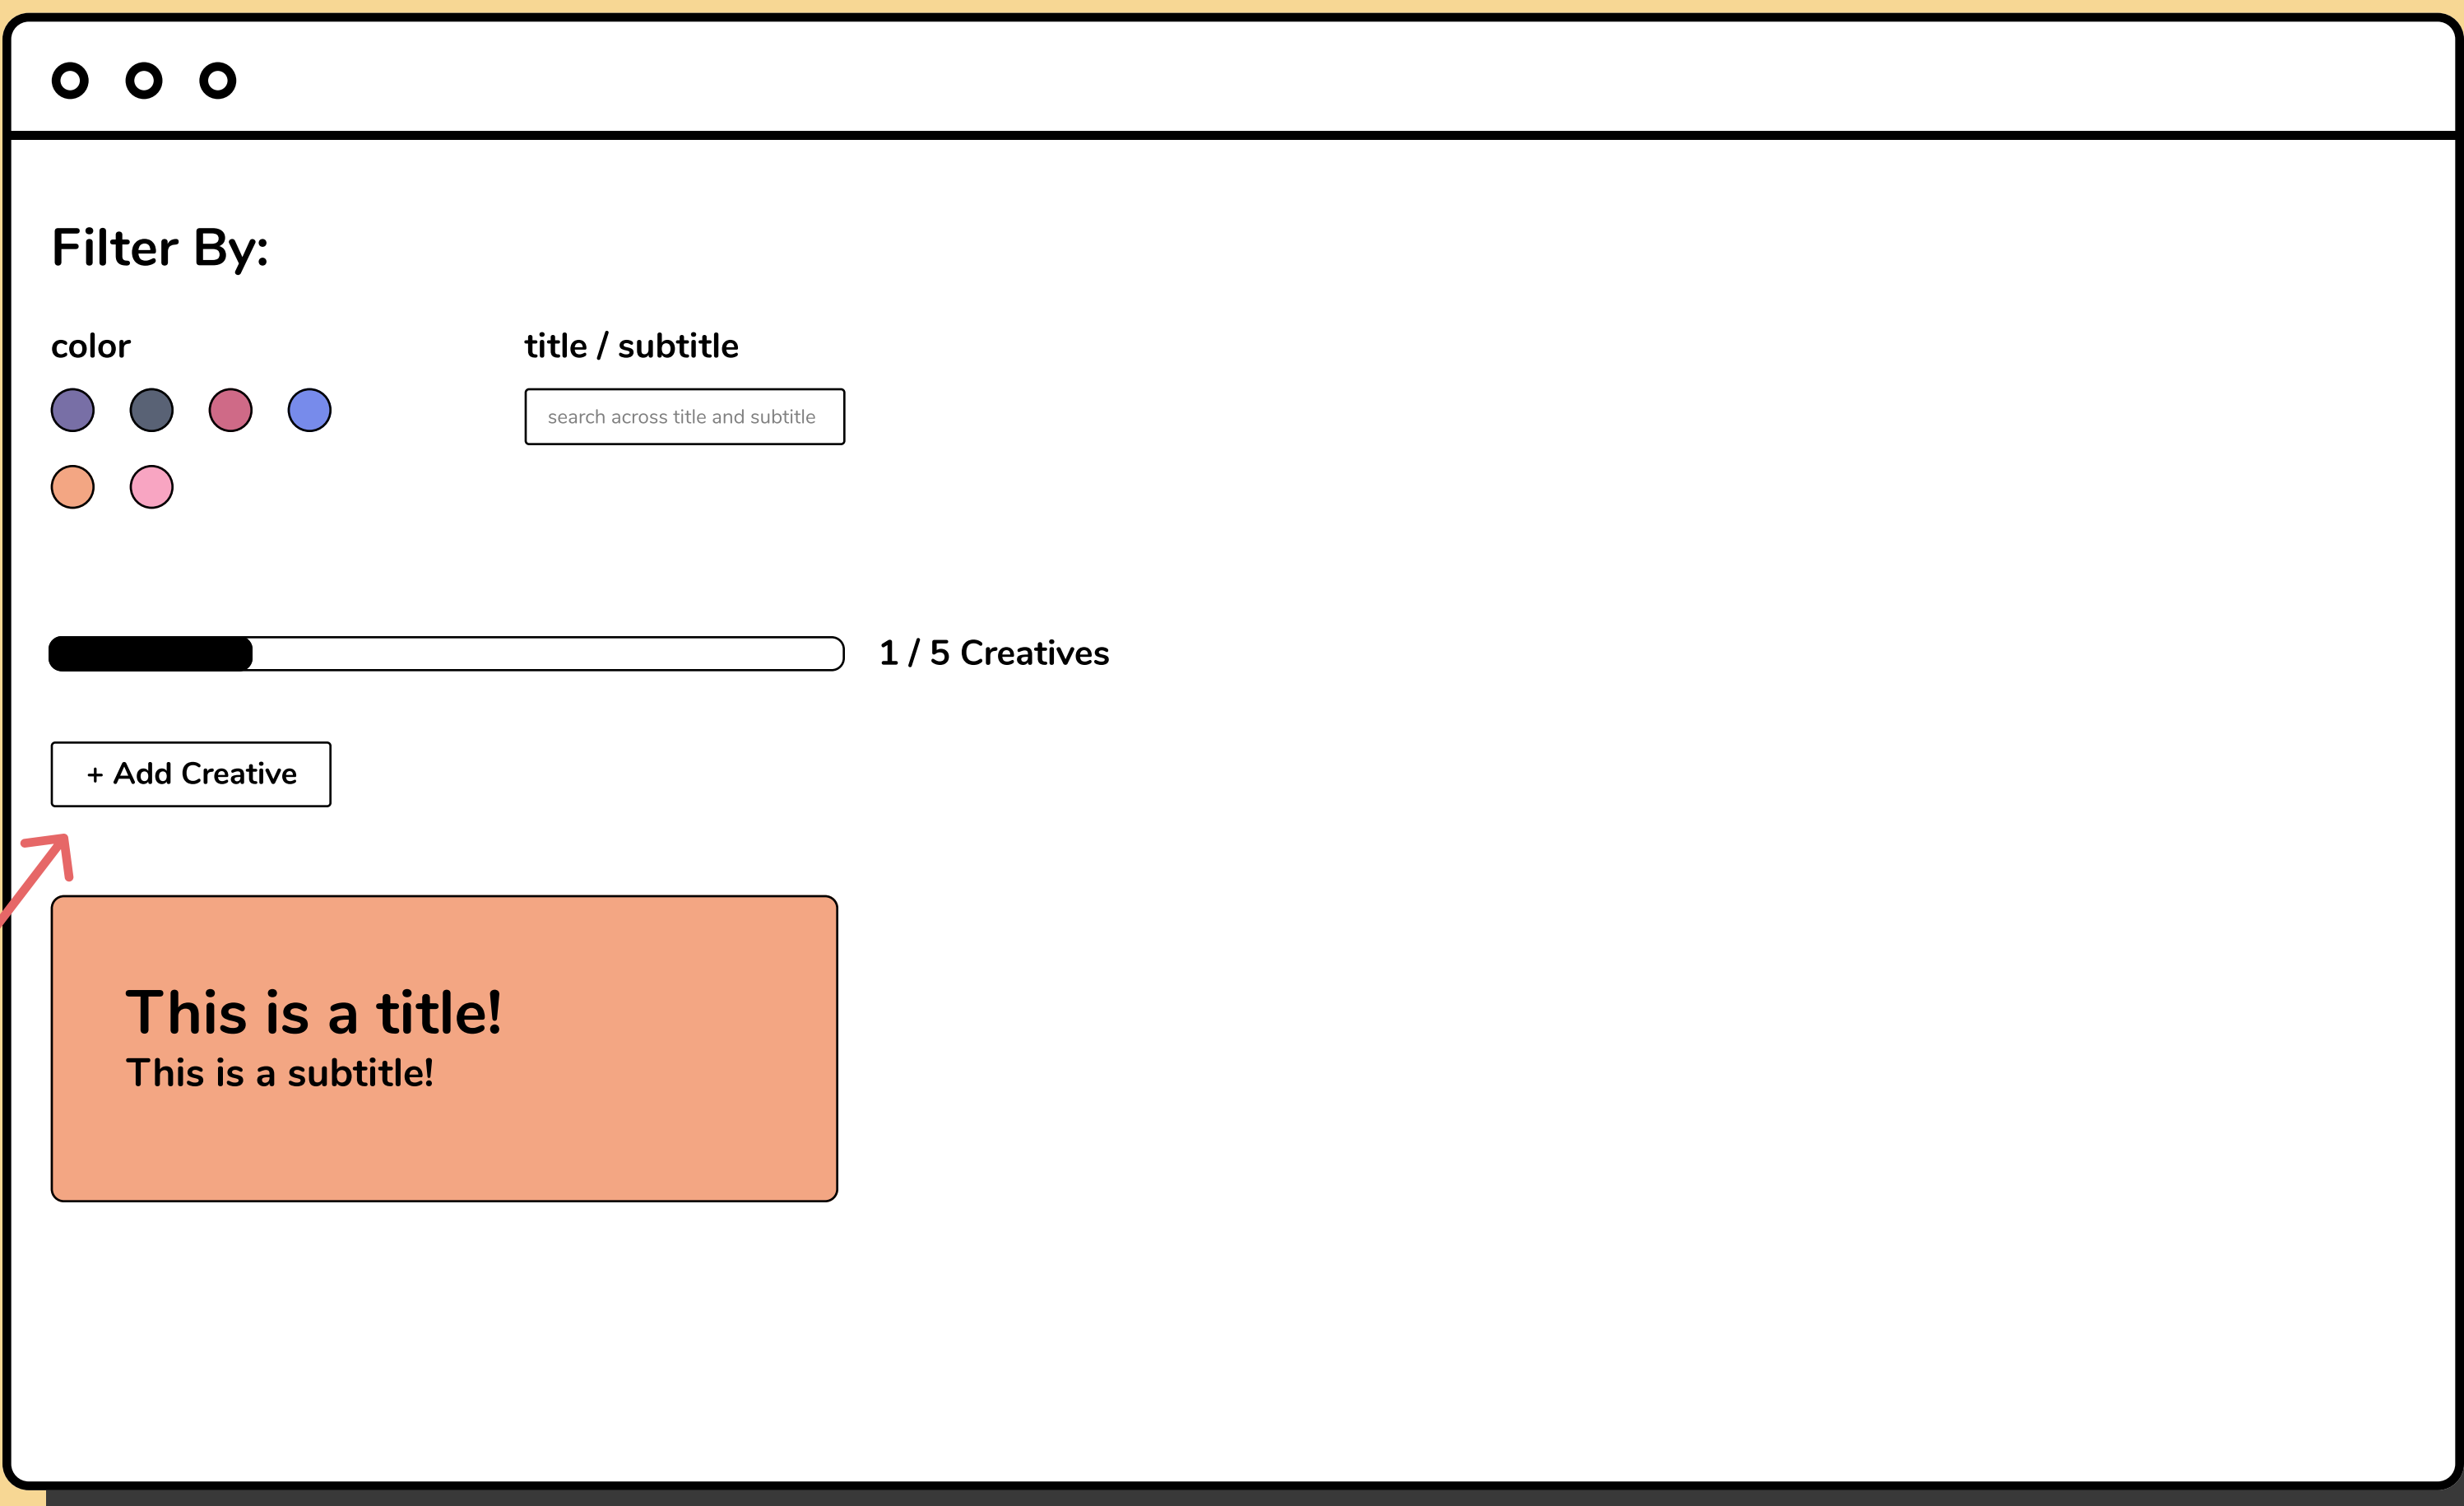 Filter By:
color
title / subtitle
search across title and subtitle
1 / 5 Creatives
+ Add Creative
This is a title!
This is a subtitle!